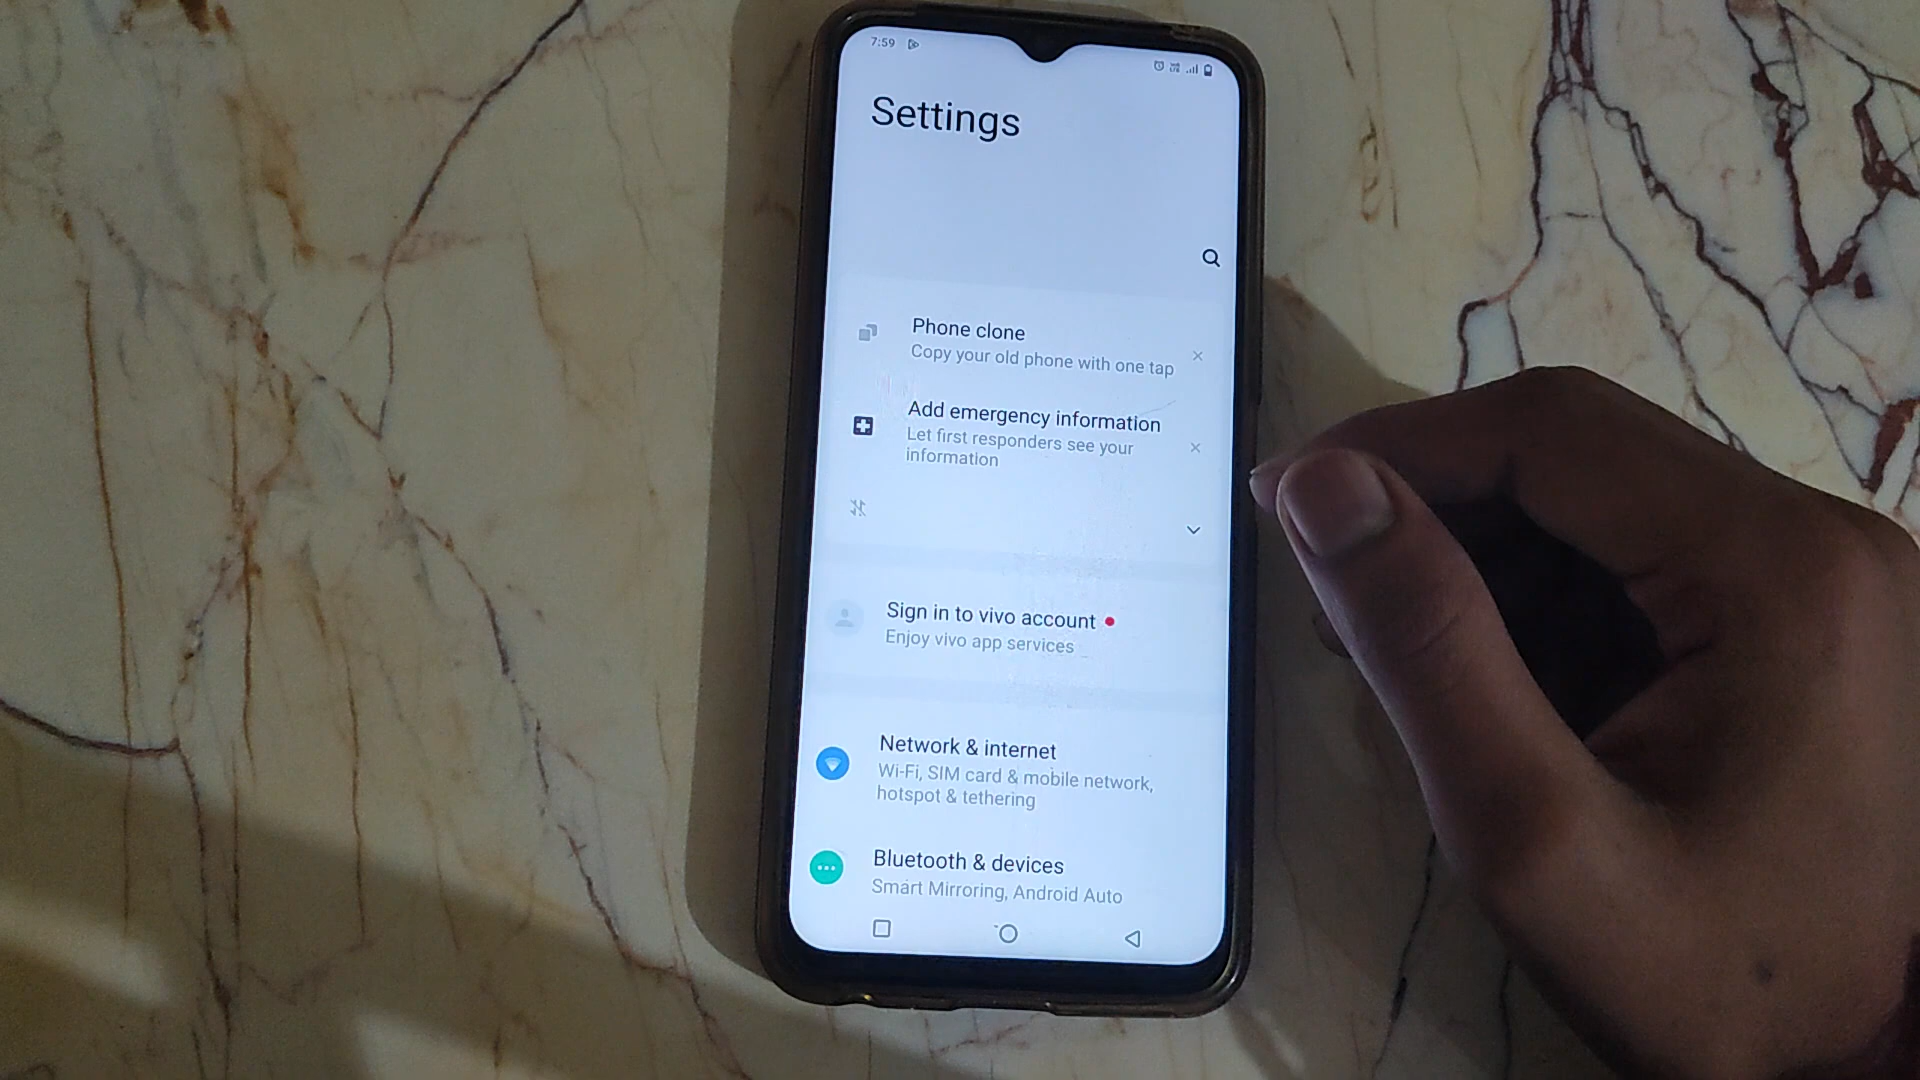 7:59
Settings
Phone clone
Copy your old phone with one tap
Add emergency information
Let first responders see your
information
Sign in to vivo account
Enjoy vivo app services
Network & internet
Wi-Fi, SIM card & mobile network,
hotspot & tethering
Bluetooth & devices
Smart Mirroring, Android Auto